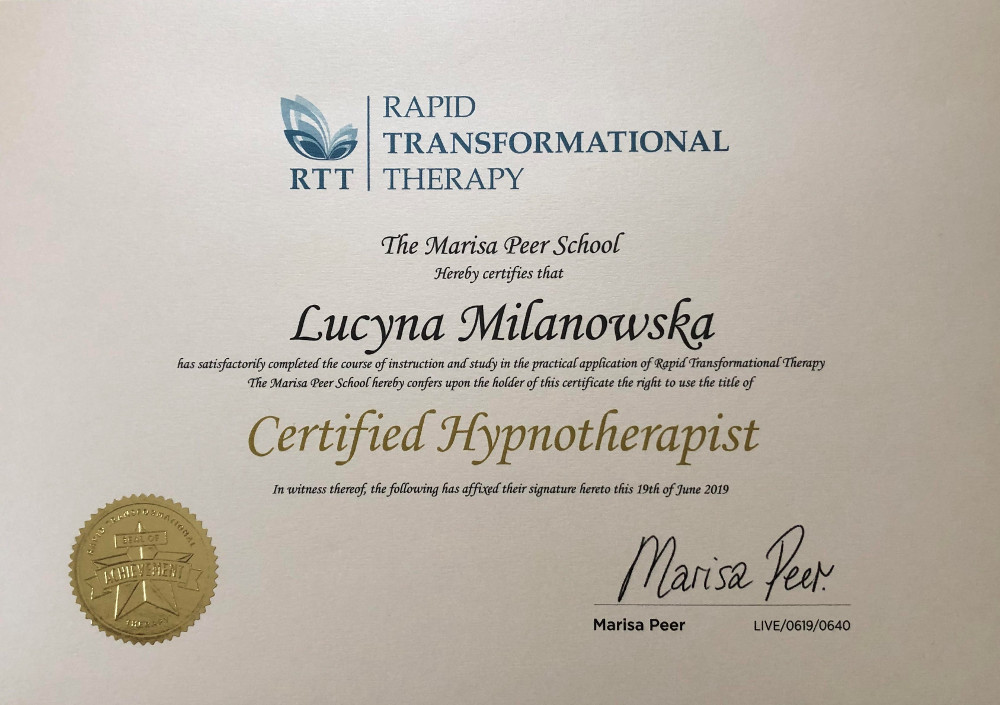 RAPID
TRANSFORMATIONAL
RTT THERAPY
The Marisa Peer School
Hereby certifies that
Lucyna Milanowska
has satisfactorily completed the course of instruction and study in the practical application of Rapid Transformational Therapy
The Marisa Peer School hereby confers upon the holder of this certificate the right to use the title of
Certified Hypnotherapist
In witness thereof, the following has affixed their signature hereto this 19th of June 2019
RAPID TRANSFORMATIONAL
SEAL OF
ACHIEVEMENT
THERAPY
Marisa Peer.
Marisa Peer LIVE/0619/0640